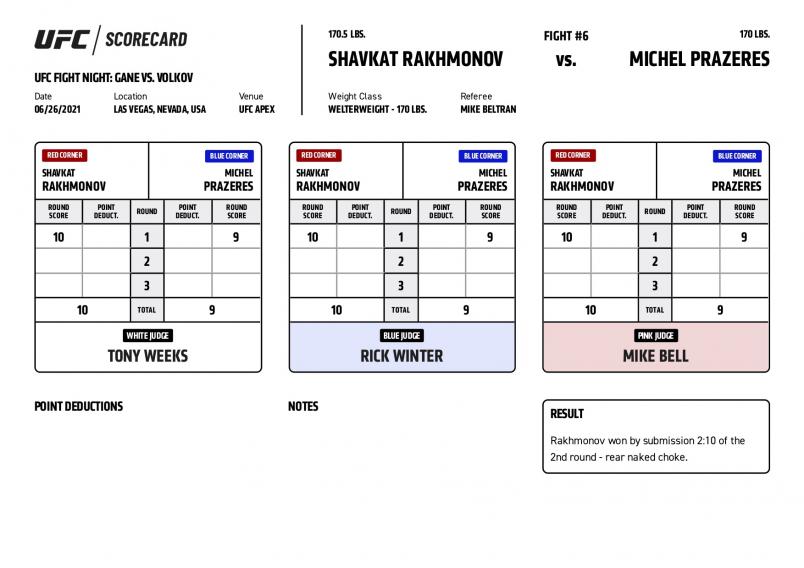 UFC / SCORECARD
UFC FIGHT NIGHT: GANE VS. VOLKOV
Date Location Venue
06/26/2021 LAS VEGAS, NEVADA, USA UFC APEX
170.5 LBS. FIGHT #6 170 LBS.
SHAVKAT RAKHMONOV VS. MICHEL PRAZERES
Weight Class Referee
WELTERWEIGHT - 170 LBS. MIKE BELTRAN
RED CORNER BLUE CORNER
SHAVKAT MICHEL
RAKHMONOV PRAZERES
ROUND POINT ROUND POINT ROUND
SCORE DEDUCT. DEDUCT. SCORE
10 1 9
2
3
10 TOTAL 9
WHITE JUDGE
TONY WEEKS
RED CORNER BLUE CORNER
SHAVKAT MICHEL
RAKHMONOV PRAZERES
ROUND POINT ROUND POINT ROUND
SCORE DEDUCT. DEDUCT. SCORE
10 1 9
2
3
10 TOTAL 9
BLUE JUDGE
RICK WINTER
RED CORNER BLUE CORNER
SHAVKAT MICHEL
RAKHMONOV PRAZERES
ROUND POINT ROUND POINT ROUND
SCORE DEDUCT. DEDUCT. SCORE
10 1 9
2
3
10 TOTAL 9
PINK JUDGE
MIKE BELL
POINT DEDUCTIONS
NOTES
RESULT
Rakhmonov won by submission 2:10 of the
2nd round - rear naked choke.